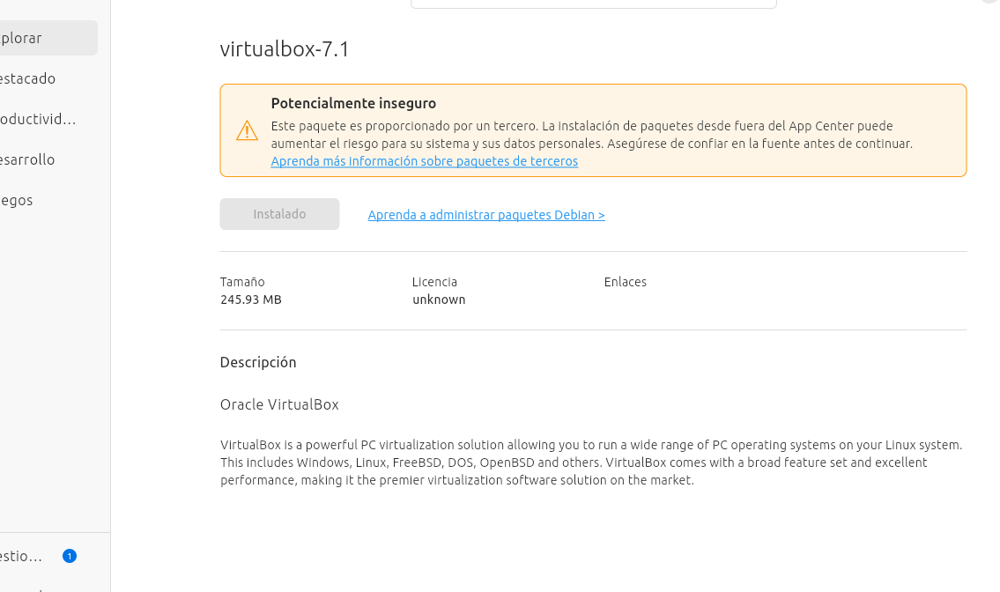 plorar
estacado
oductivid...
esarrollo
egos
estio...
1
virtualbox-7.1
Potencialmente inseguro
Este paquete es proporcionado por un tercero. La instalación de paquetes desde fuera del App Center puede
aumentar el riesgo para su sistema y sus datos personales. Asegúrese de confiar en la fuente antes de continuar.
Aprenda más información sobre paquetes de terceros
Instalado
Aprenda a administrar paquetes Debian >
Tamaño
245.93 MB
Licencia
unknown
Enlaces
Descripción
Oracle VirtualBox
VirtualBox is a powerful PC virtualization solution allowing you to run a wide range of PC operating systems on your Linux system.
This includes Windows, Linux, FreeBSD, DOS, OpenBSD and others. VirtualBox comes with a broad feature set and excellent
performance, making it the premier virtualization software solution on the market.